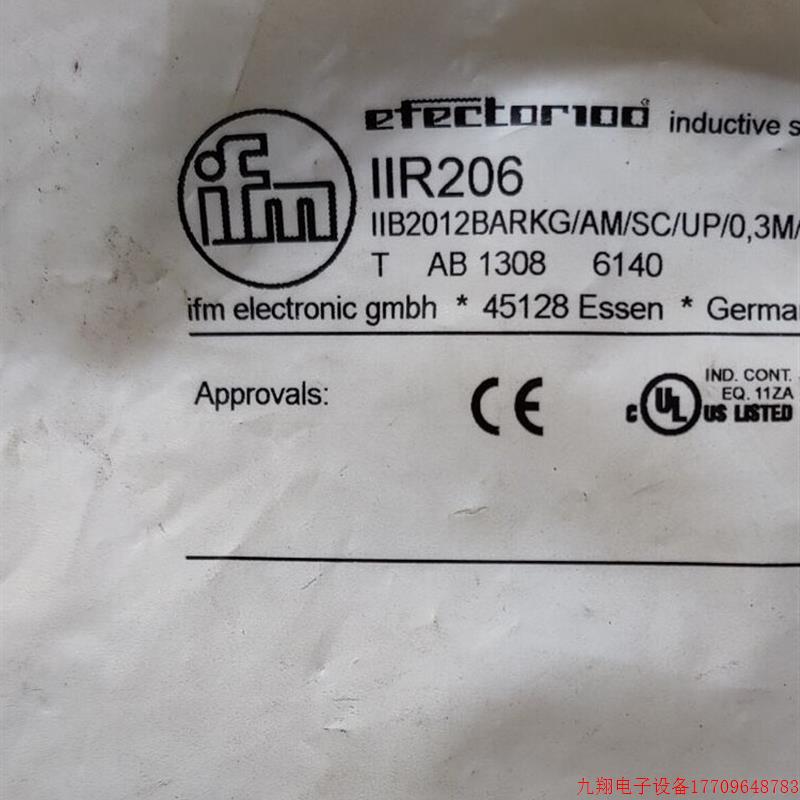 efector100 inductive s
ifm
IIR206
IIB2012BARKG/AM/SC/UP/0,3M/
T AB 1308 6140
ifm electronic gmbh * 45128 Essen * Germa
Approvals:
CE
IND. CONT.
EQ. 11ZA
c UL US LISTED
九翔电子设备17709648783